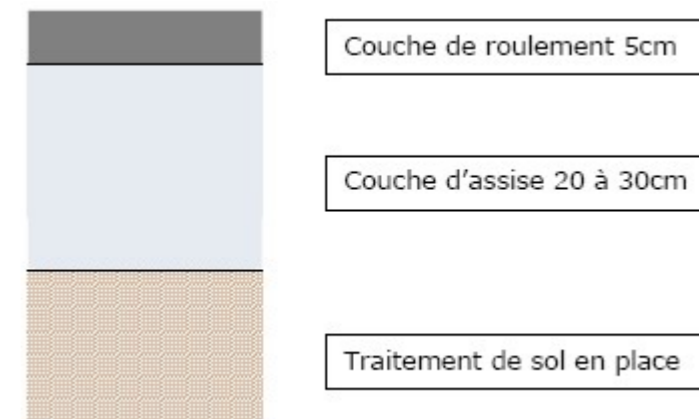 Couche de roulement 5cm
Couche d’assise 20 à 30cm
Traitement de sol en place